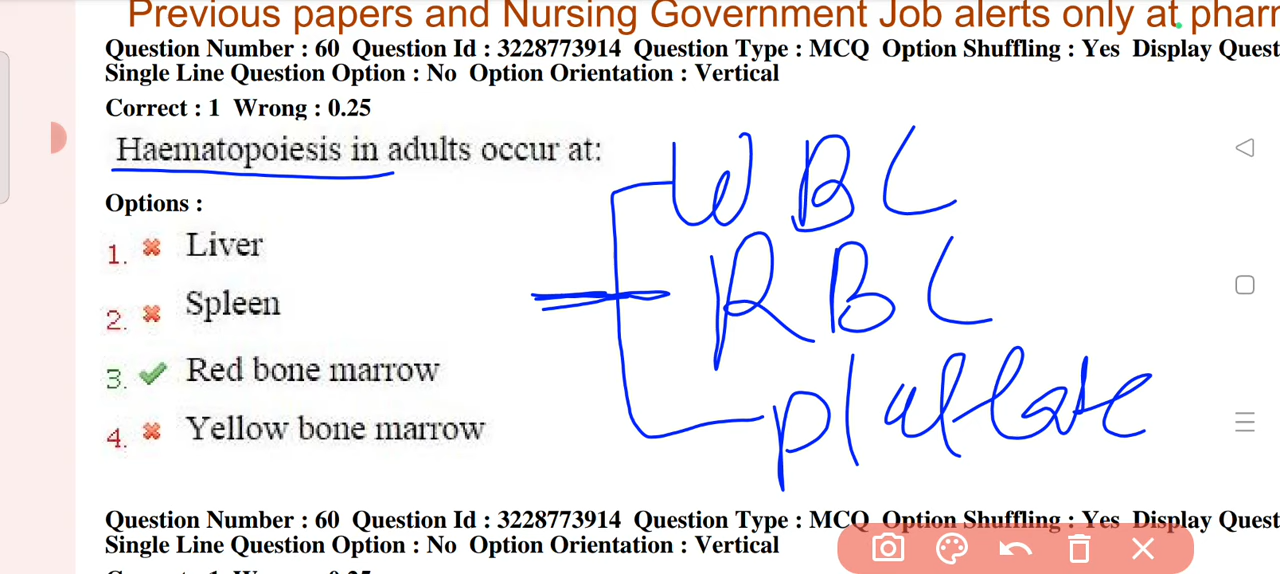 Previous papers and Nursing Government Job alerts only at phar
Question Number : 60 Question Id : 3228773914 Question Type : MCQ Option Shuffling : Yes Display Quest
Single Line Question Option : No Option Orientation : Vertical
Correct : 1 Wrong : 0.25
Haematopoiesis in adults occur at:
WBC
Options :
1. Liver
RBC
2. Spleen
3. Red bone marrow
platlate
4. Yellow bone marrow
Question Number : 60 Question Id : 3228773914 Question Type : MCQ Option Shuffling : Yes Display Quest
Single Line Question Option : No Option Orientation : Vertical